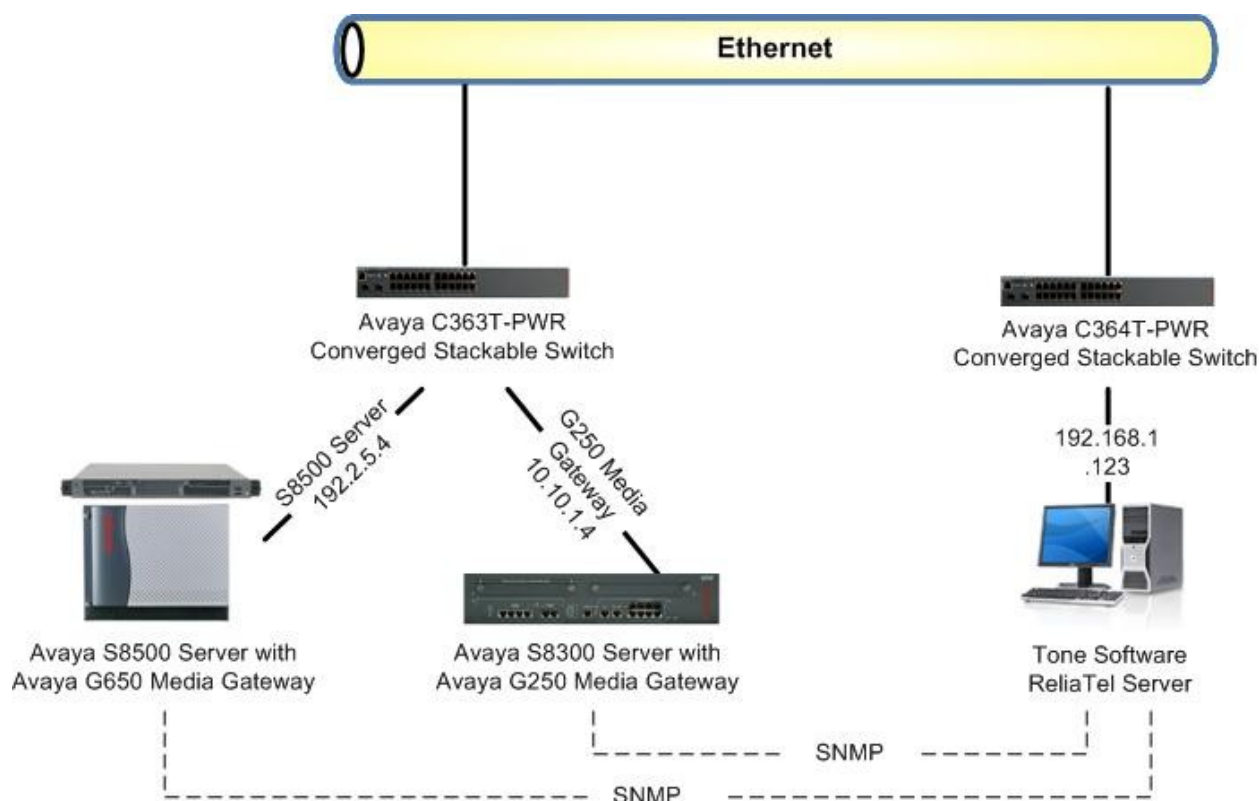 Ethernet
Avaya C363T-PWR
Converged Stackable Switch
Avaya C364T-PWR
Converged Stackable Switch
S8500 Server
192.2.5.4
G250 Media
Gateway
10.10.1.4
192.168.1
.123
Avaya S8500 Server with
Avaya G650 Media Gateway
Avaya S8300 Server with
Avaya G250 Media Gateway
Tone Software
ReliaTel Server
SNMP
SNMP